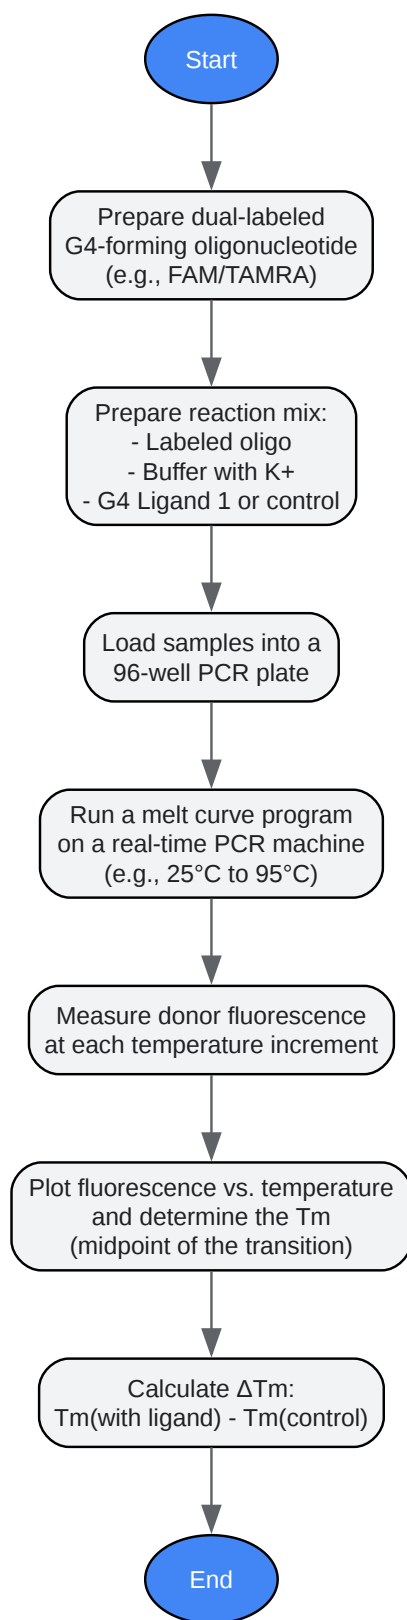 Start
Prepare dual-labeled
G4-forming oligonucleotide
(e.g., FAM/TAMRA)
Prepare reaction mix:
- Labeled oligo
- Buffer with K+
- G4 Ligand 1 or control
Load samples into a
96-well PCR plate
Run a melt curve program
on a real-time PCR machine
(e.g., 25°C to 95°C)
Measure donor fluorescence
at each temperature increment
Plot fluorescence vs. temperature
and determine the Tm
(midpoint of the transition)
Calculate ΔTm:
Tm(with ligand) - Tm(control)
End